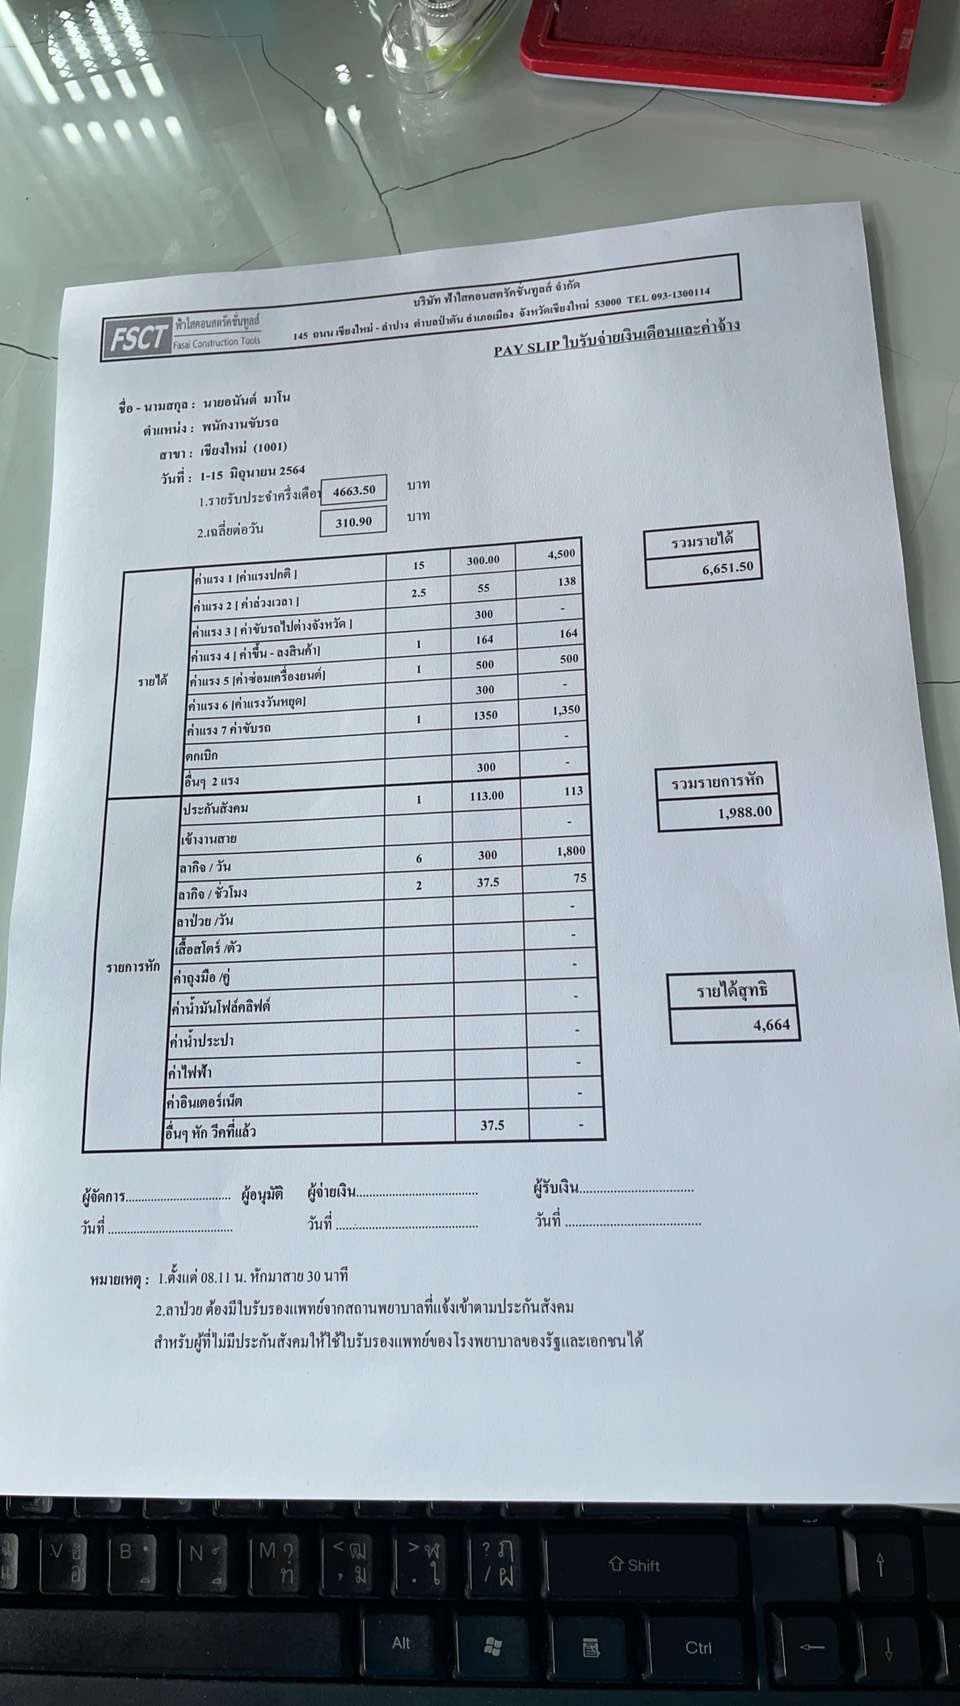 FSCT ฟ้าใสคอนสตรัคชั่นทูลส์
Fasai Construction Tools
บริษัท ฟ้าใสคอนสตรัคชั่นทูลส์ จำกัด
145 ถนน เชียงใหม่ - ลำปาง ตำบลป่าตัน อำเภอเมือง จังหวัดเชียงใหม่ 53000 TEL 093-1300114
PAY SLIP ใบรับจ่ายเงินเดือนและค่าจ้าง
ชื่อ - นามสกุล : นายอนันต์ มาโน
ตำแหน่ง : พนักงานขับรถ
สาขา : เชียงใหม่ (1001)
วันที่ : 1-15 มิถุนายน 2564
1.รายรับประจำครึ่งเดือน 4663.50 บาท
2.เฉลี่ยต่อวัน 310.90 บาท
รวมรายได้
6,651.50
รายได้
ค่าแรง 1 [ค่าแรงปกติ ] 15 300.00 4,500
ค่าแรง 2 [ ค่าล่วงเวลา ] 2.5 55 138
ค่าแรง 3 [ ค่าขับรถไปต่างจังหวัด ] 300 -
ค่าแรง 4 [ ค่าขึ้น - ลงสินค้า] 1 164 164
ค่าแรง 5 [ค่าซ่อมเครื่องยนต์] 1 500 500
ค่าแรง 6 [ค่าแรงวันหยุด] 300 -
ค่าแรง 7 ค่าขับรถ 1 1350 1,350
ตกเบิก -
อื่นๆ 2 แรง 300 -
รวมรายการหัก
1,988.00
รายการหัก
ประกันสังคม 1 113.00 113
เข้างานสาย -
ลากิจ / วัน 6 300 1,800
ลากิจ / ชั่วโมง 2 37.5 75
ลาป่วย /วัน -
เสื้อสโตร์ /ตัว -
ค่าถุงมือ /คู่ -
ค่าน้ำมันโฟล์คลิฟต์ -
ค่าน้ำประปา -
ค่าไฟฟ้า -
ค่าอินเตอร์เน็ต -
อื่นๆ หัก วีคที่แล้ว 37.5 -
รายได้สุทธิ
4,664
ผู้จัดการ................................ ผู้อนุมัติ ผู้จ่ายเงิน..................................... ผู้รับเงิน..................................
วันที่ ...................................... วันที่ ........................................... วันที่ ........................................
หมายเหตุ : 1.ตั้งแต่ 08.11 น. หักมาสาย 30 นาที
2.ลาป่วย ต้องมีใบรับรองแพทย์จากสถานพยาบาลที่แจ้งเข้าตามประกันสังคม
สำหรับผู้ที่ไม่มีประกันสังคมให้ใช้ใบรับรองแพทย์ของโรงพยาบาลของรัฐและเอกชนได้
V ฮ อ B N M ? ท < ฒ , ม > ฬ . ใ ? ฦ / ฝ Shift
Alt Ctrl